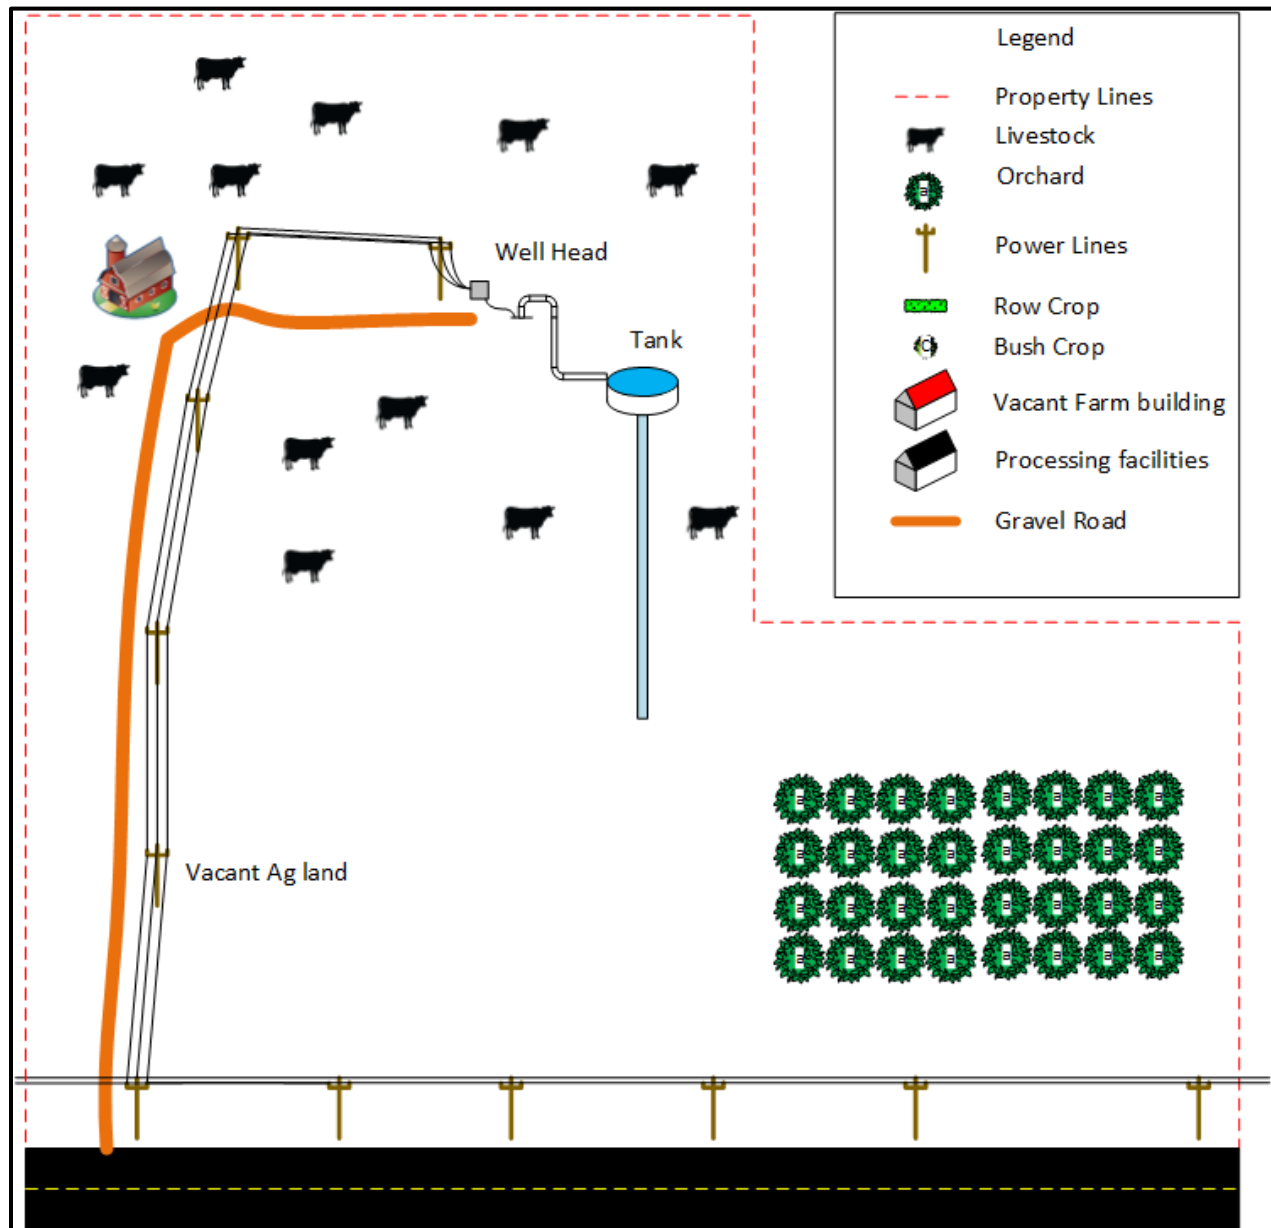 Legend
Property Lines
Livestock
Orchard
Power Lines
Row Crop
Bush Crop
Vacant Farm building
Processing facilities
Gravel Road
Well Head
Tank
Vacant Ag land